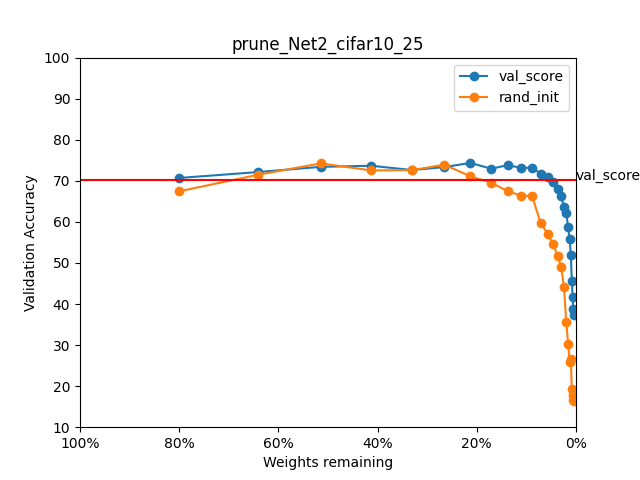 prune_Net2_cifar10_25
100
90
80
70
60
50
40
30
20
10
Validation Accuracy
val_score
rand_init
val_score
100%
80%
60%
40%
20%
0%
Weights remaining